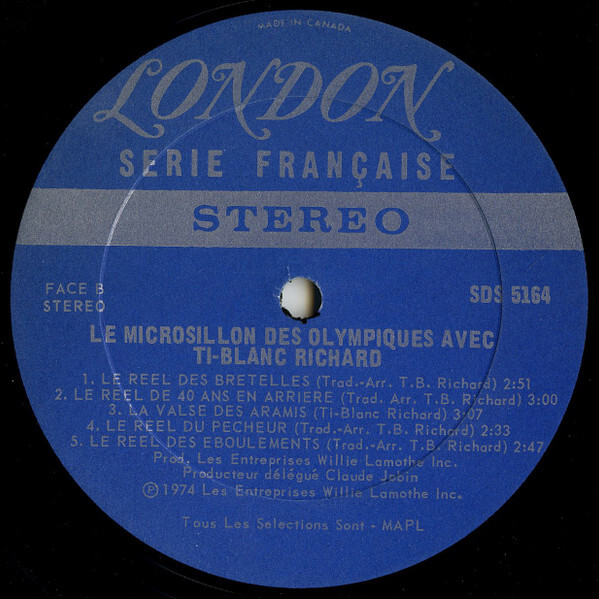 MADE IN CANADA
LONDON
SERIE FRANÇAISE
STEREO
FACE B
STEREO
SDS 5164
LE MICROSILLON DES OLYMPIQUES AVEC
TI-BLANC RICHARD
1. LE REEL DES BRETELLES (Trad.-Arr. T.B. Richard) 2:51
2. LE REEL DE 40 ANS EN ARRIERE (Trad.-Arr. T.B. Richard) 3:00
3. LA VALSE DES ARAMIS (Ti-Blanc Richard) 3:07
4. LE REEL DU PECHEUR (Trad.-Arr. T.B. Richard) 2:33
5. LE REEL DES EBOULEMENTS (Trad.-Arr. T.B. Richard) 2:47
Prod. Les Entreprises Willie Lamothe Inc.
Producteur délégué Claude Jobin
℗ 1974 Les Entreprises Willie Lamothe Inc.
Tous Les Selections Sont - MAPL